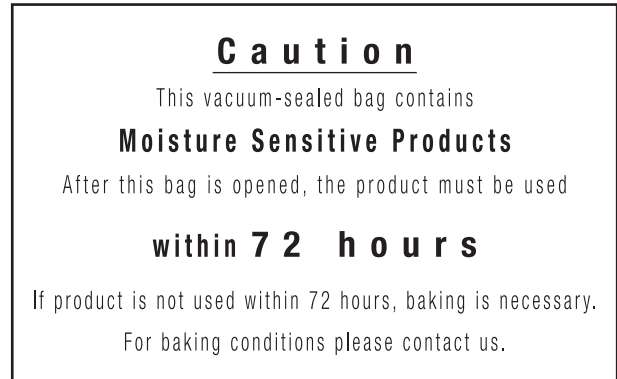 Caution
This vacuum-sealed bag contains
Moisture Sensitive Products
After this bag is opened, the product must be used
within 72 hours
If product is not used within 72 hours, baking is necessary.
For baking conditions please contact us.